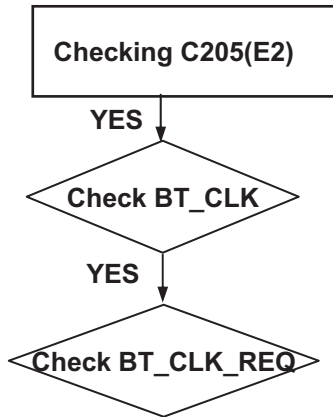 Checking C205(E2)
YES
Check BT_CLK
YES
Check BT_CLK_REQ